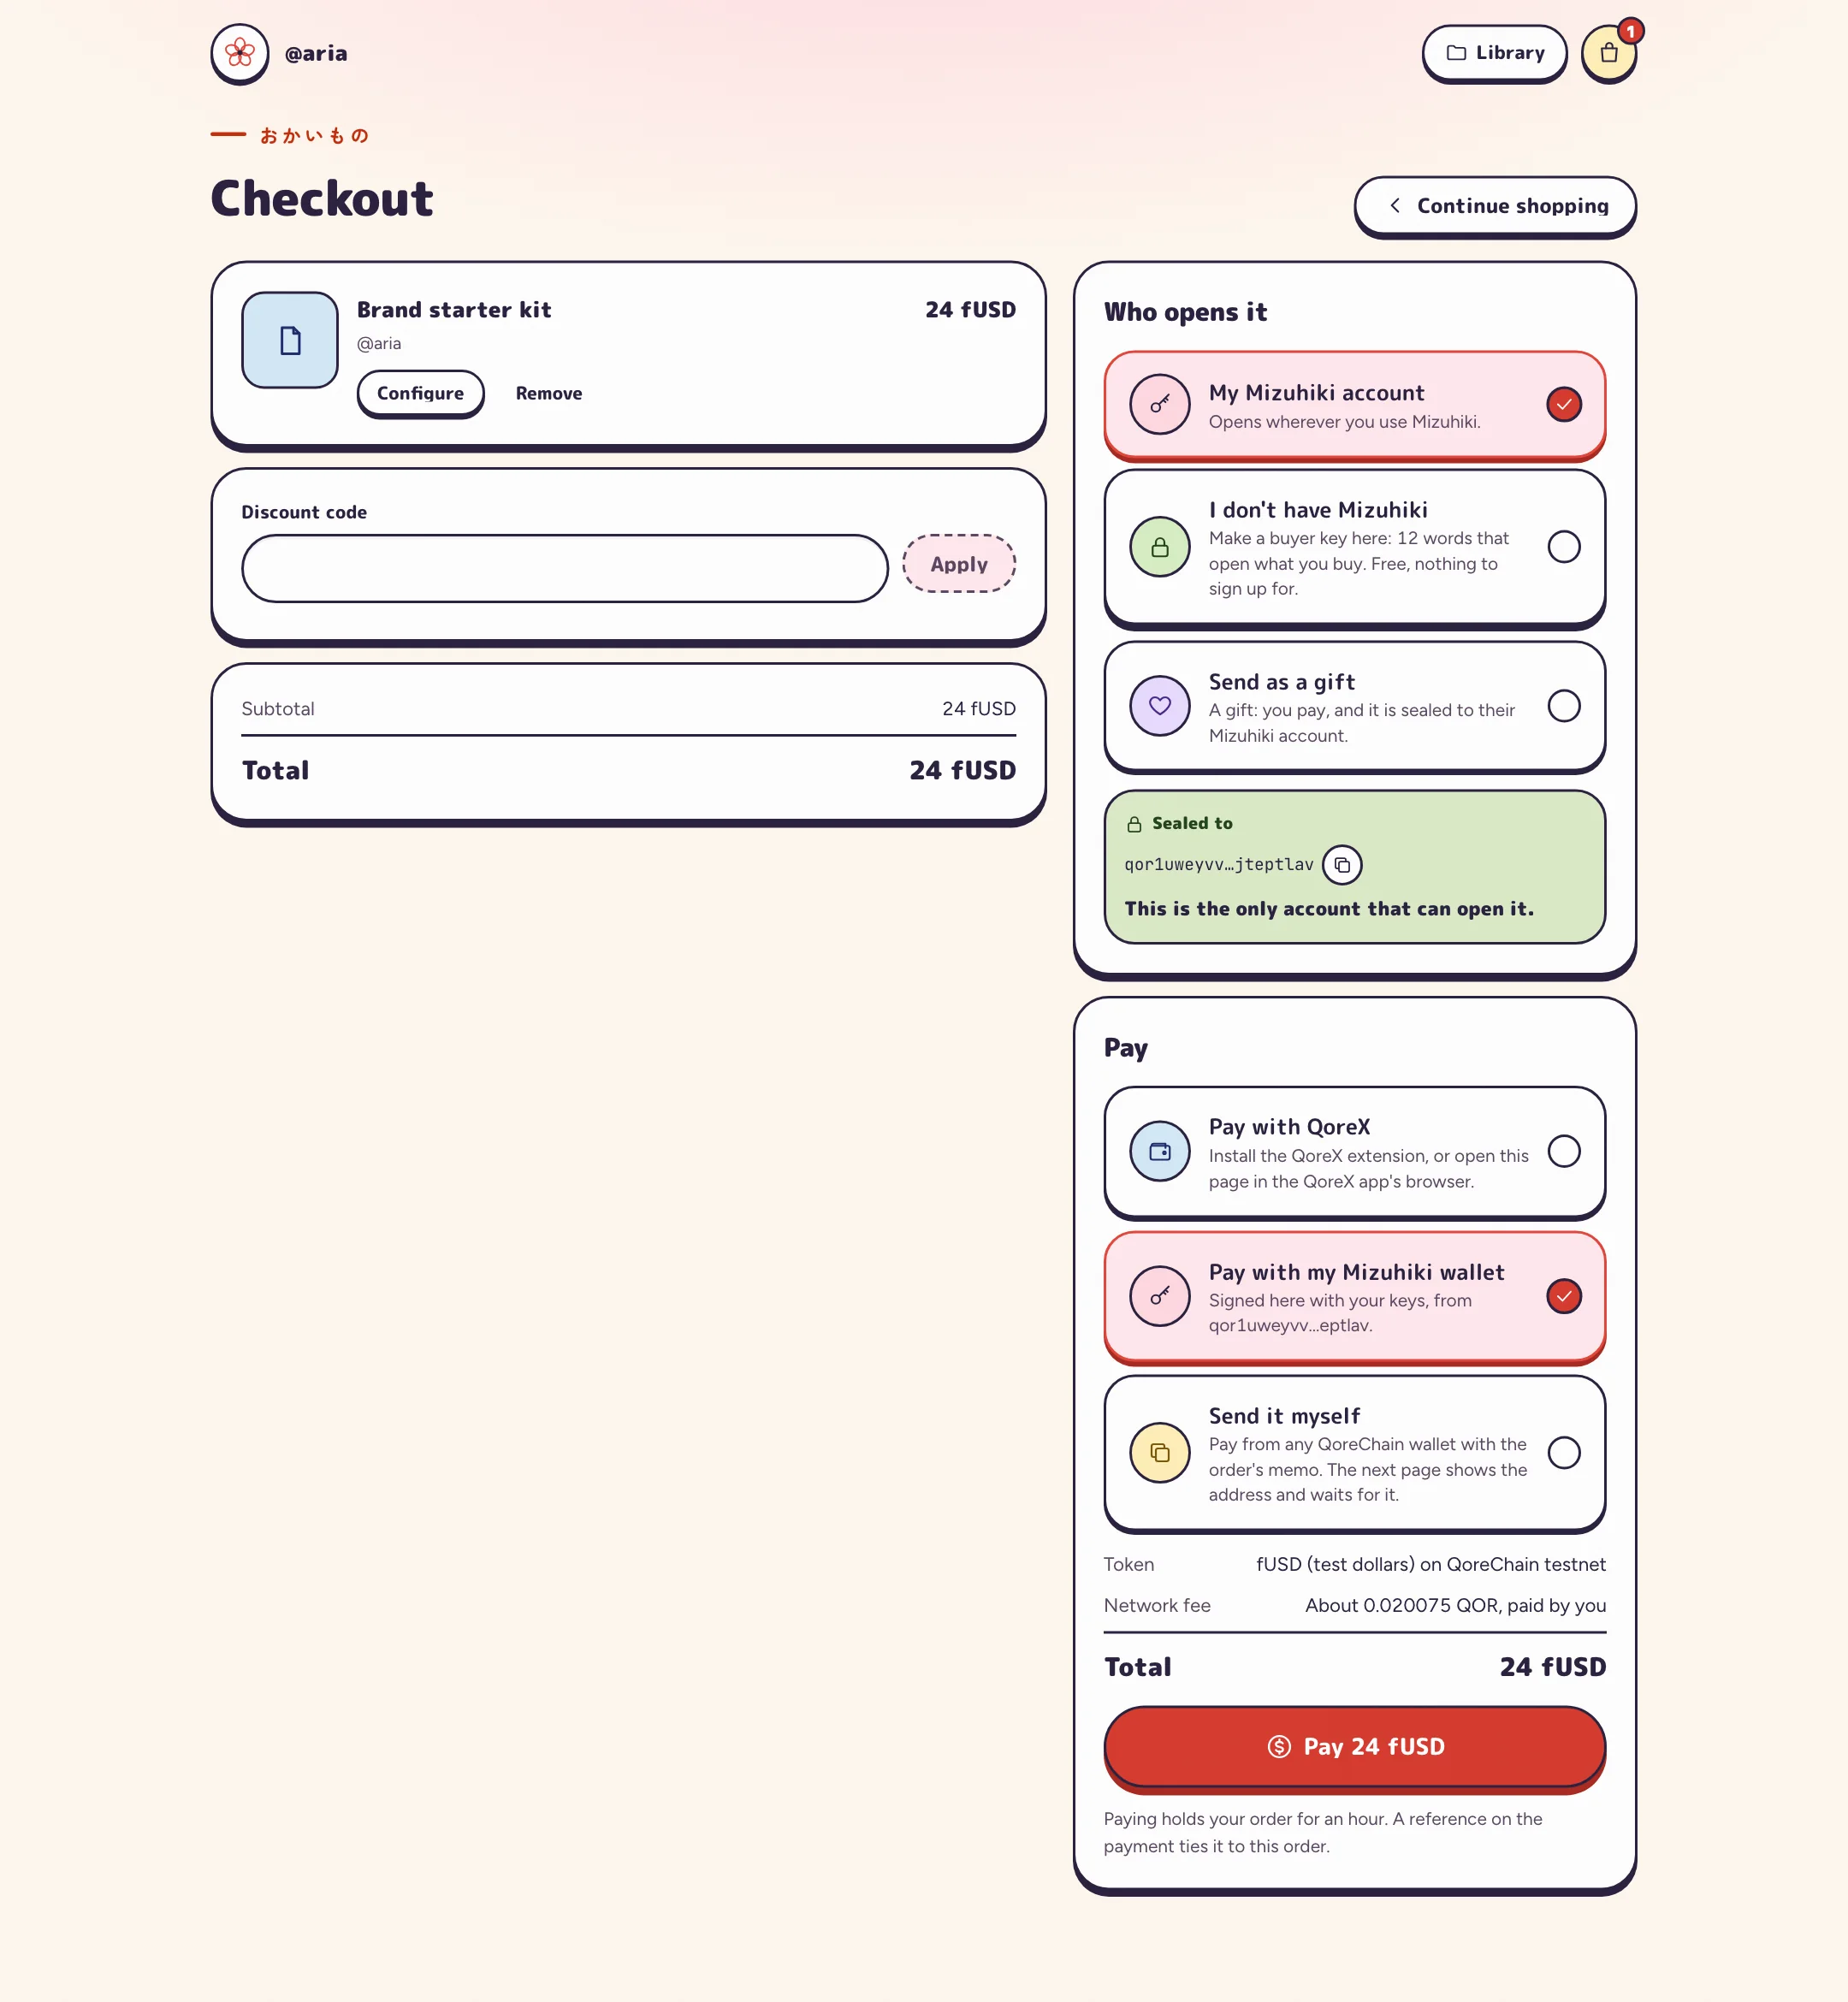 @aria
Library
1
おかいもの
Checkout
Continue shopping
Brand starter kit
24 fUSD
@aria
Configure
Remove
Discount code
Apply
Subtotal
24 fUSD
Total
24 fUSD
Who opens it
My Mizuhiki account
Opens wherever you use Mizuhiki.
I don't have Mizuhiki
Make a buyer key here: 12 words that
open what you buy. Free, nothing to
sign up for.
Send as a gift
A gift: you pay, and it is sealed to their
Mizuhiki account.
Sealed to
qor1uweyvv…jteptlav
This is the only account that can open it.
Pay
Pay with QoreX
Install the QoreX extension, or open this
page in the QoreX app's browser.
Pay with my Mizuhiki wallet
Signed here with your keys, from
qor1uweyvv…eptlav.
Send it myself
Pay from any QoreChain wallet with the
order's memo. The next page shows the
address and waits for it.
Token
fUSD (test dollars) on QoreChain testnet
Network fee
About 0.020075 QOR, paid by you
Total
24 fUSD
Pay 24 fUSD
Paying holds your order for an hour. A reference on the
payment ties it to this order.